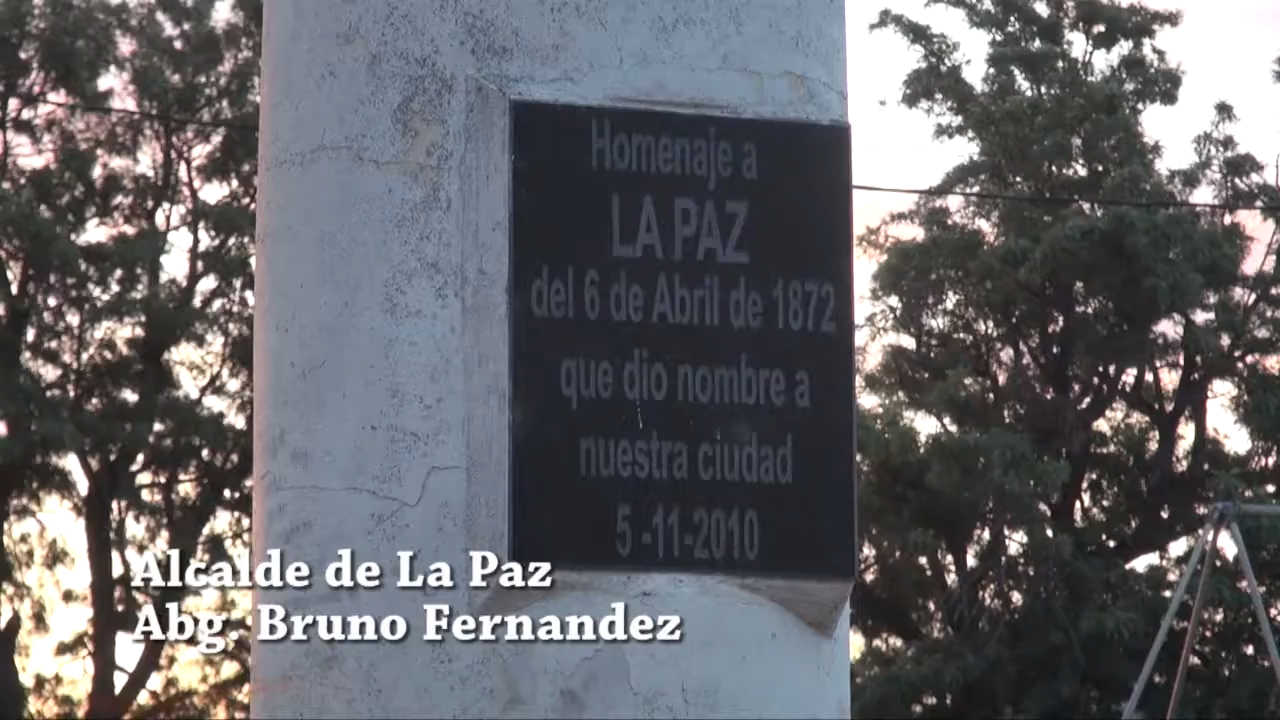 Homenaje a
LA PAZ
del 6 de Abril de 1872
que dio nombre a
nuestra ciudad
5-11-2010
Alcalde de La Paz
Abg. Bruno Fernandez